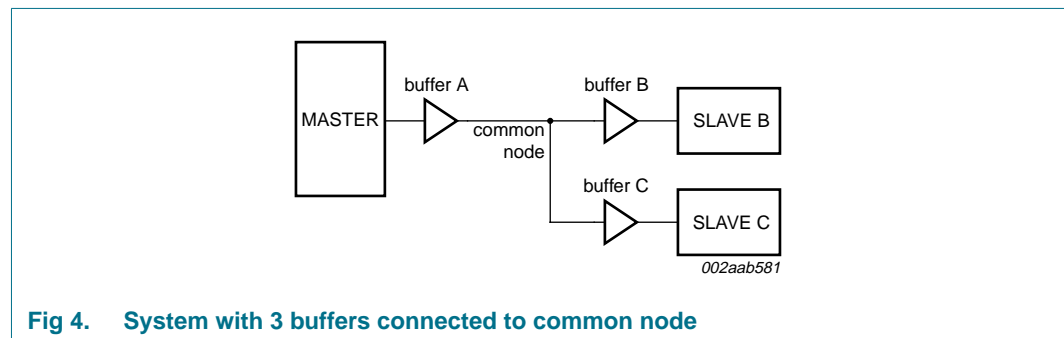 buffer A
buffer B
MASTER
SLAVE B
common
node
buffer C
SLAVE C
002aab581
Fig 4. System with 3 buffers connected to common node